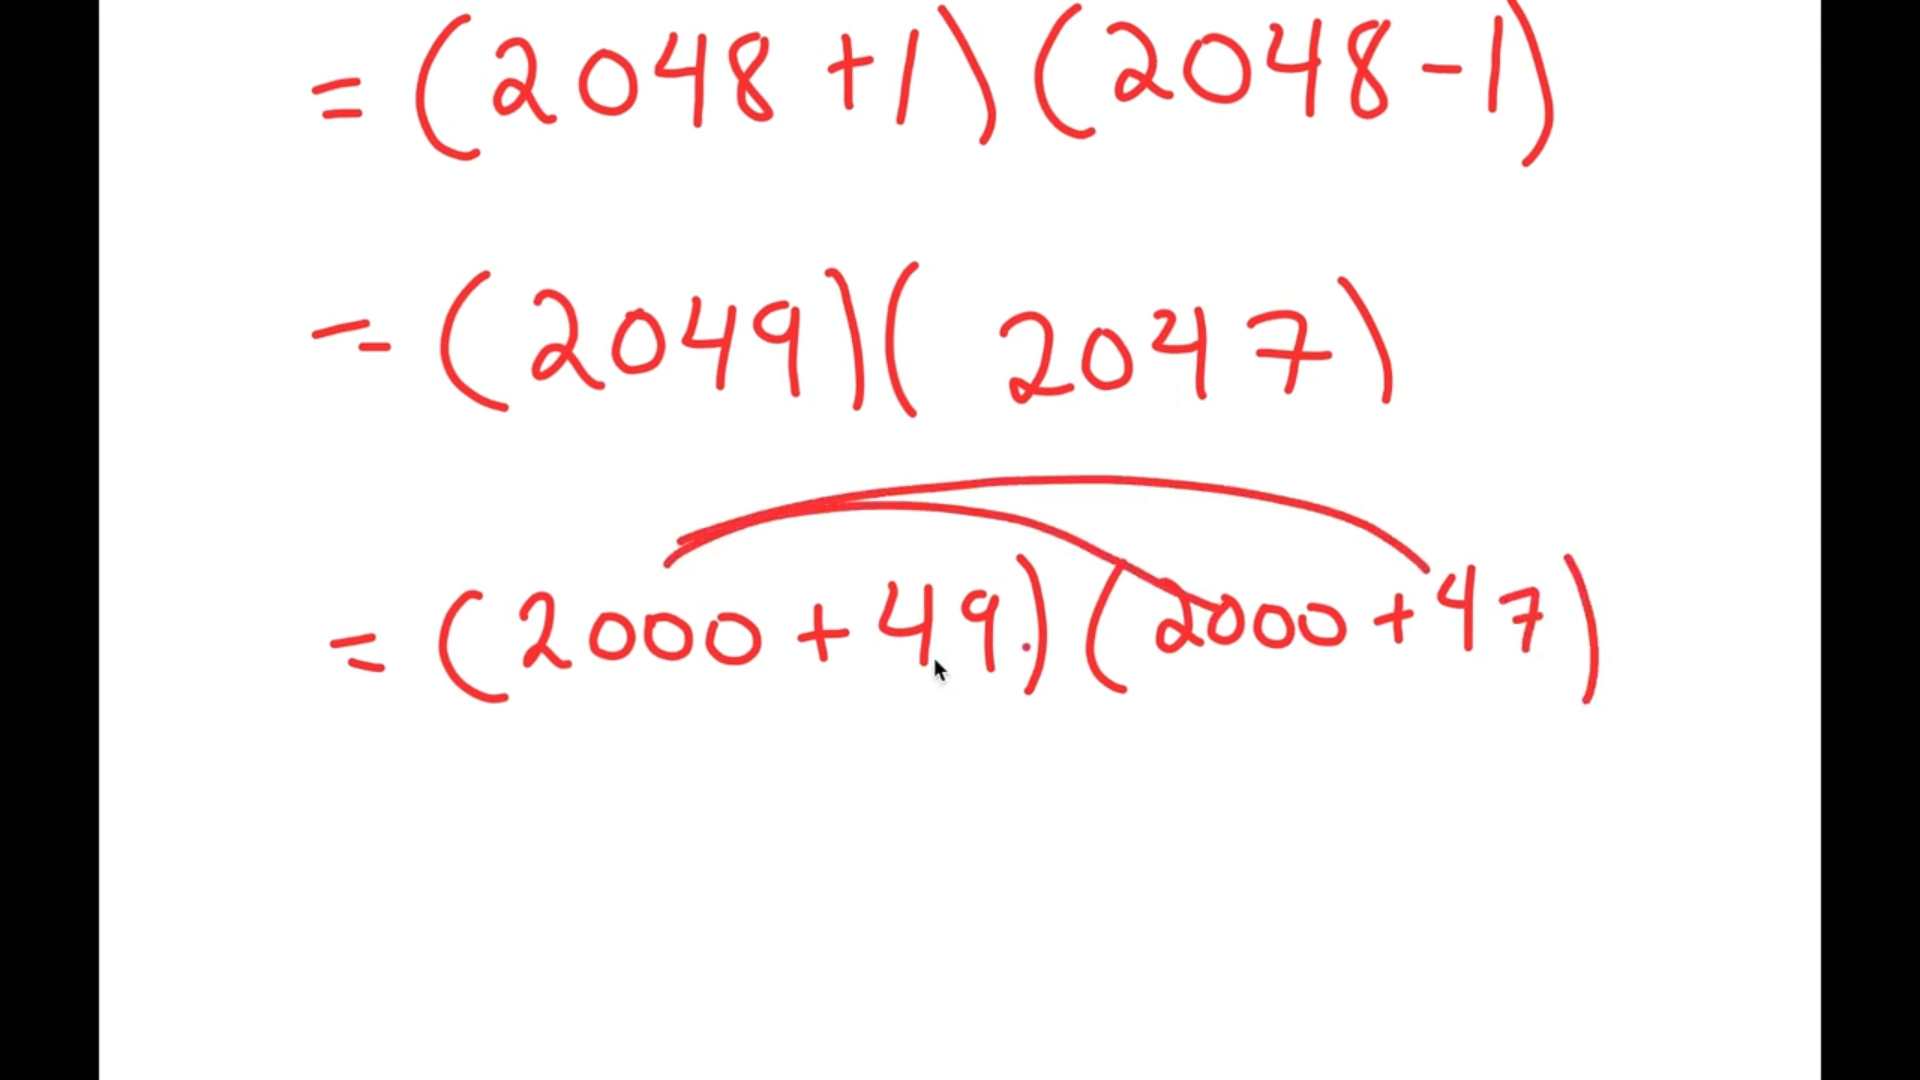 = (2048 +1) (2048-1)
= (2049) ( 2047)
= (2000 + 49.) (2000 + 47)